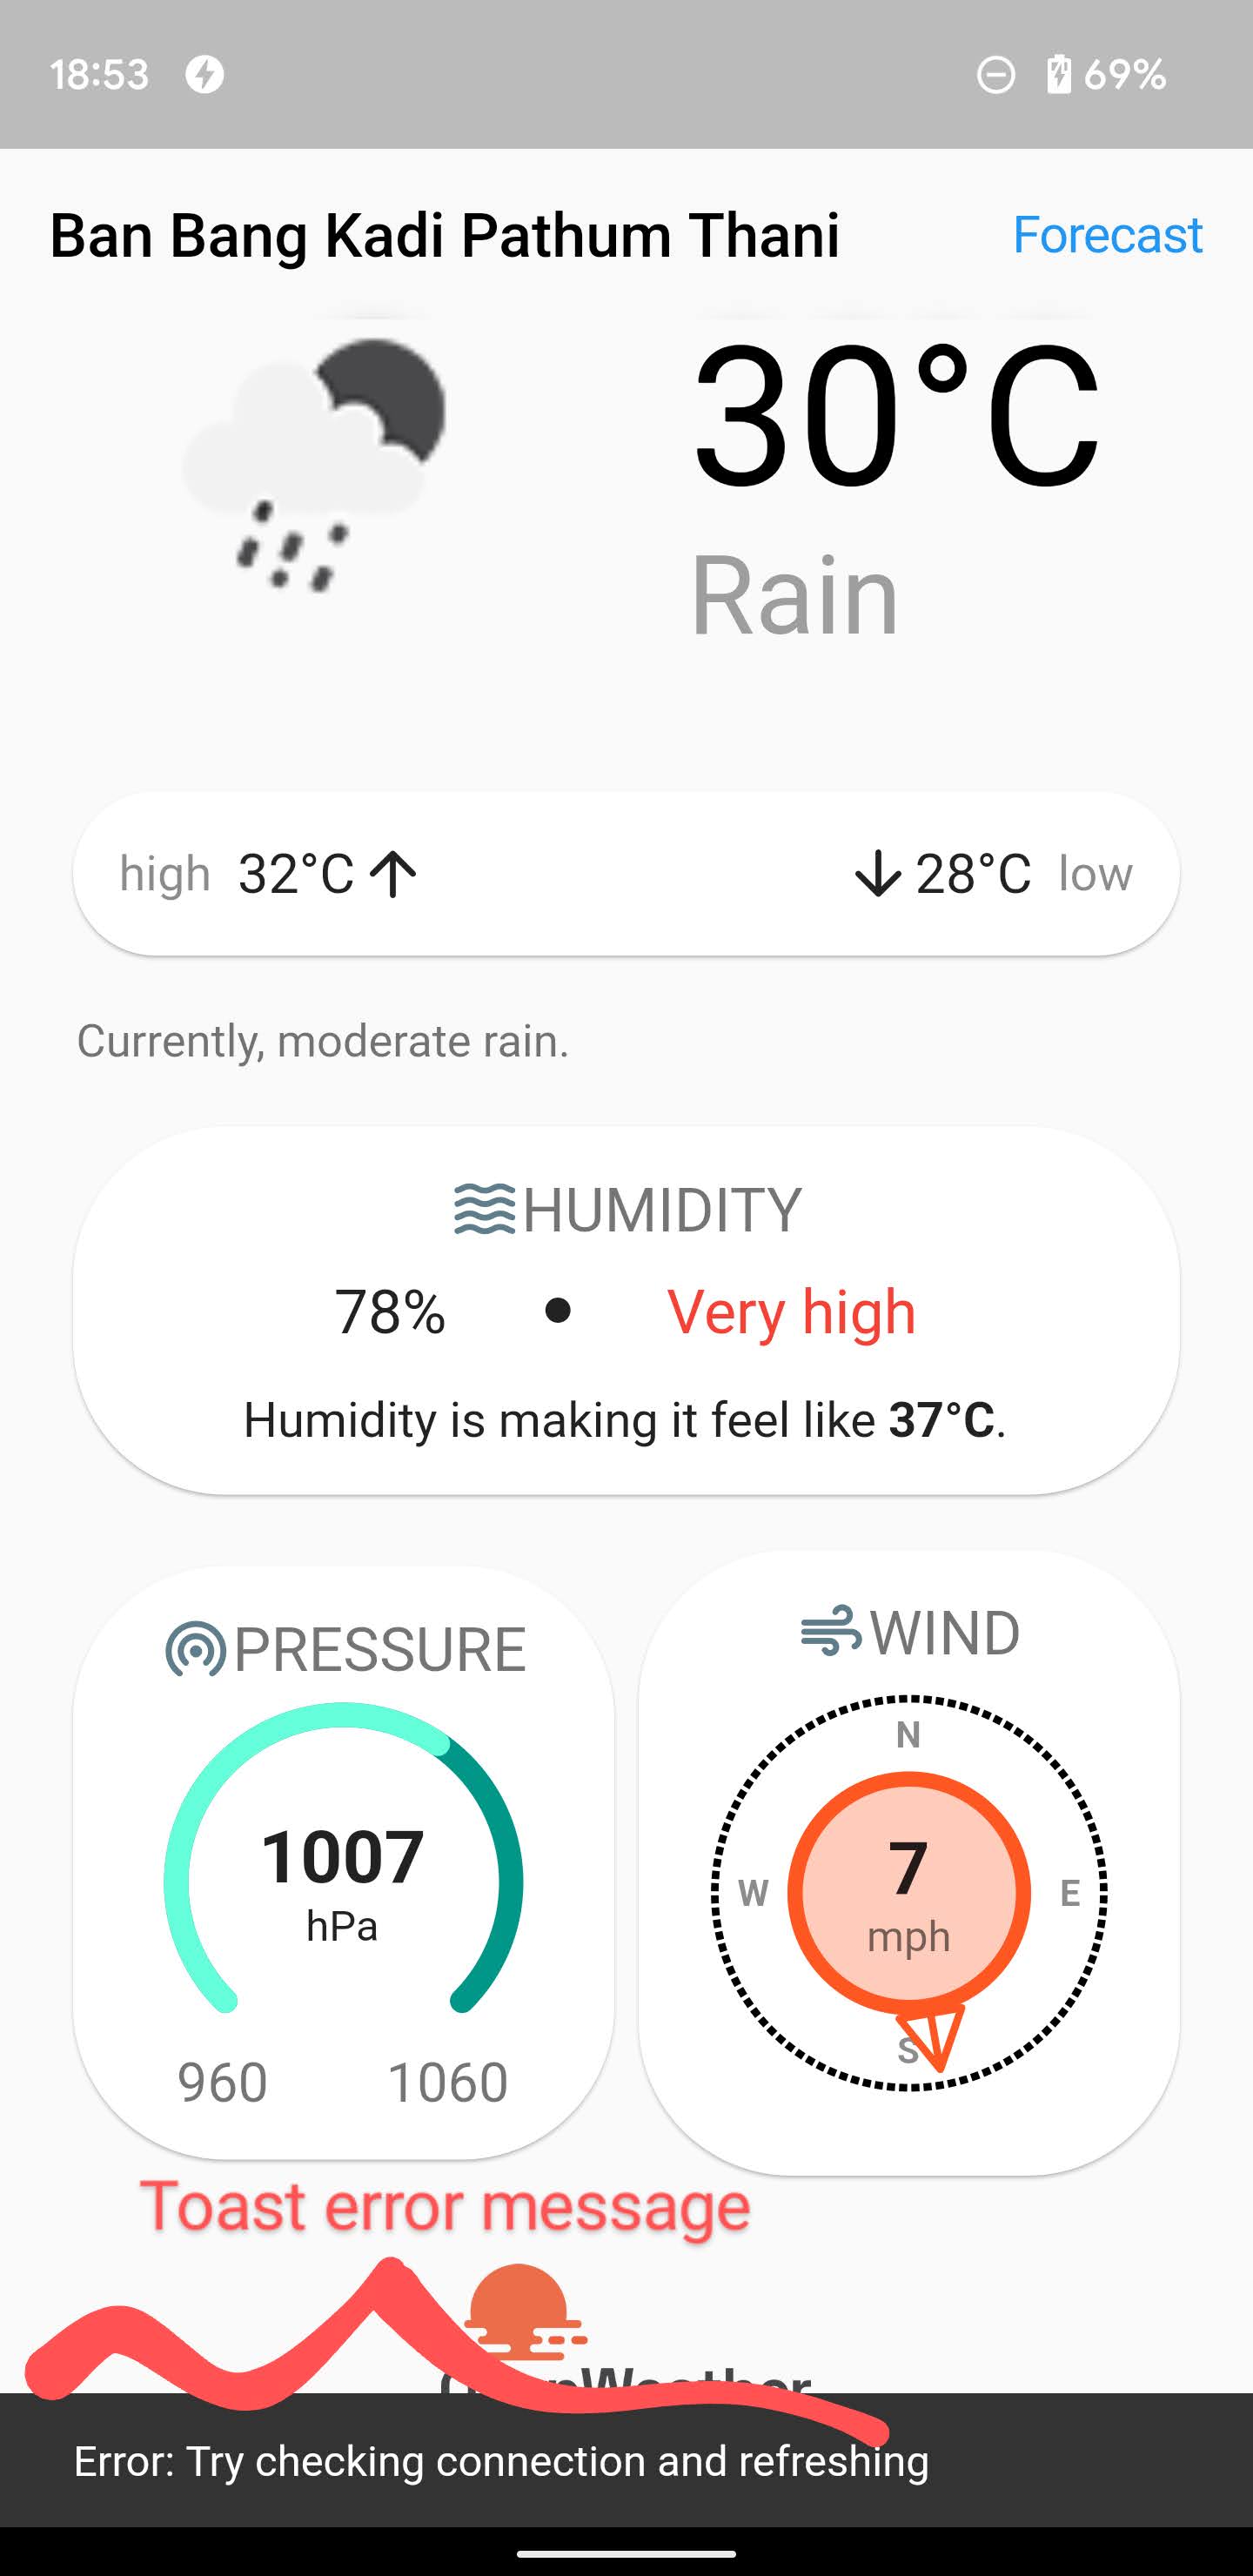 18:53 69%
Ban Bang Kadi Pathum Thani Forecast
30°C
Rain
high 32°C 28°C low
Currently, moderate rain.
HUMIDITY
78% • Very high
Humidity is making it feel like 37°C.
PRESSURE
1007
hPa
960 1060
WIND
N
W 7 E
mph
S
Toast error message
Error: Try checking connection and refreshing